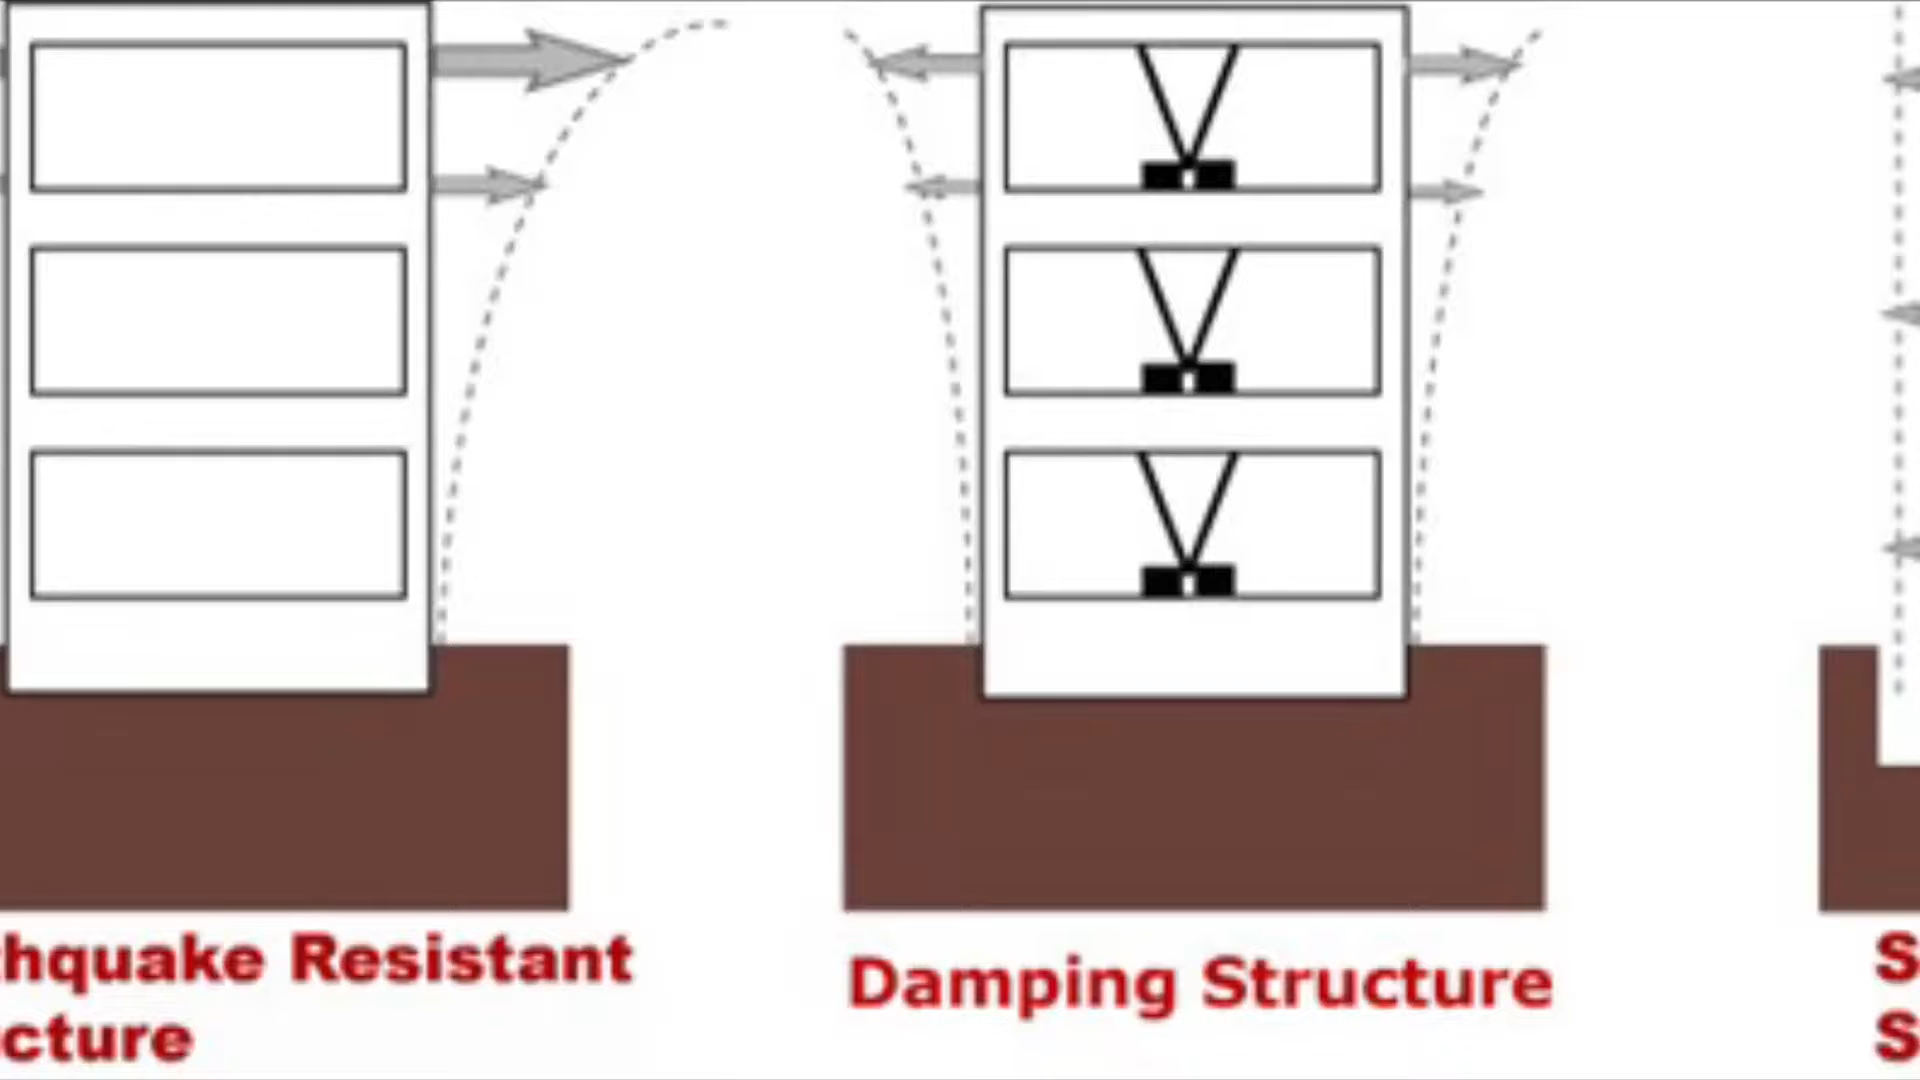 hquake Resistant
cture
Damping Structure
S
S